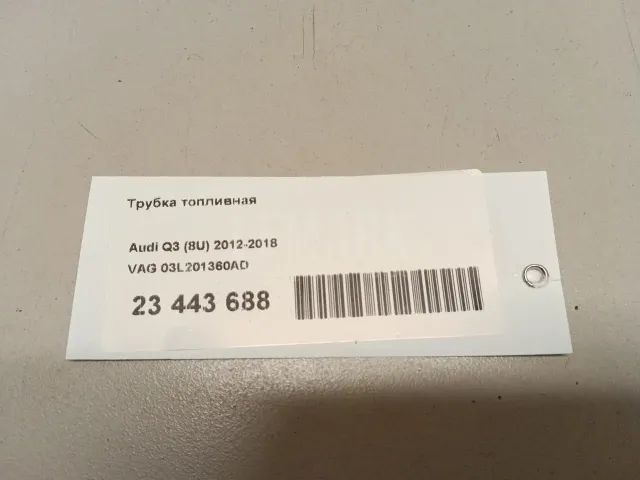 Трубка топливная
Audi Q3 (8U) 2012-2018
VAG 03L201360AD
23 443 688